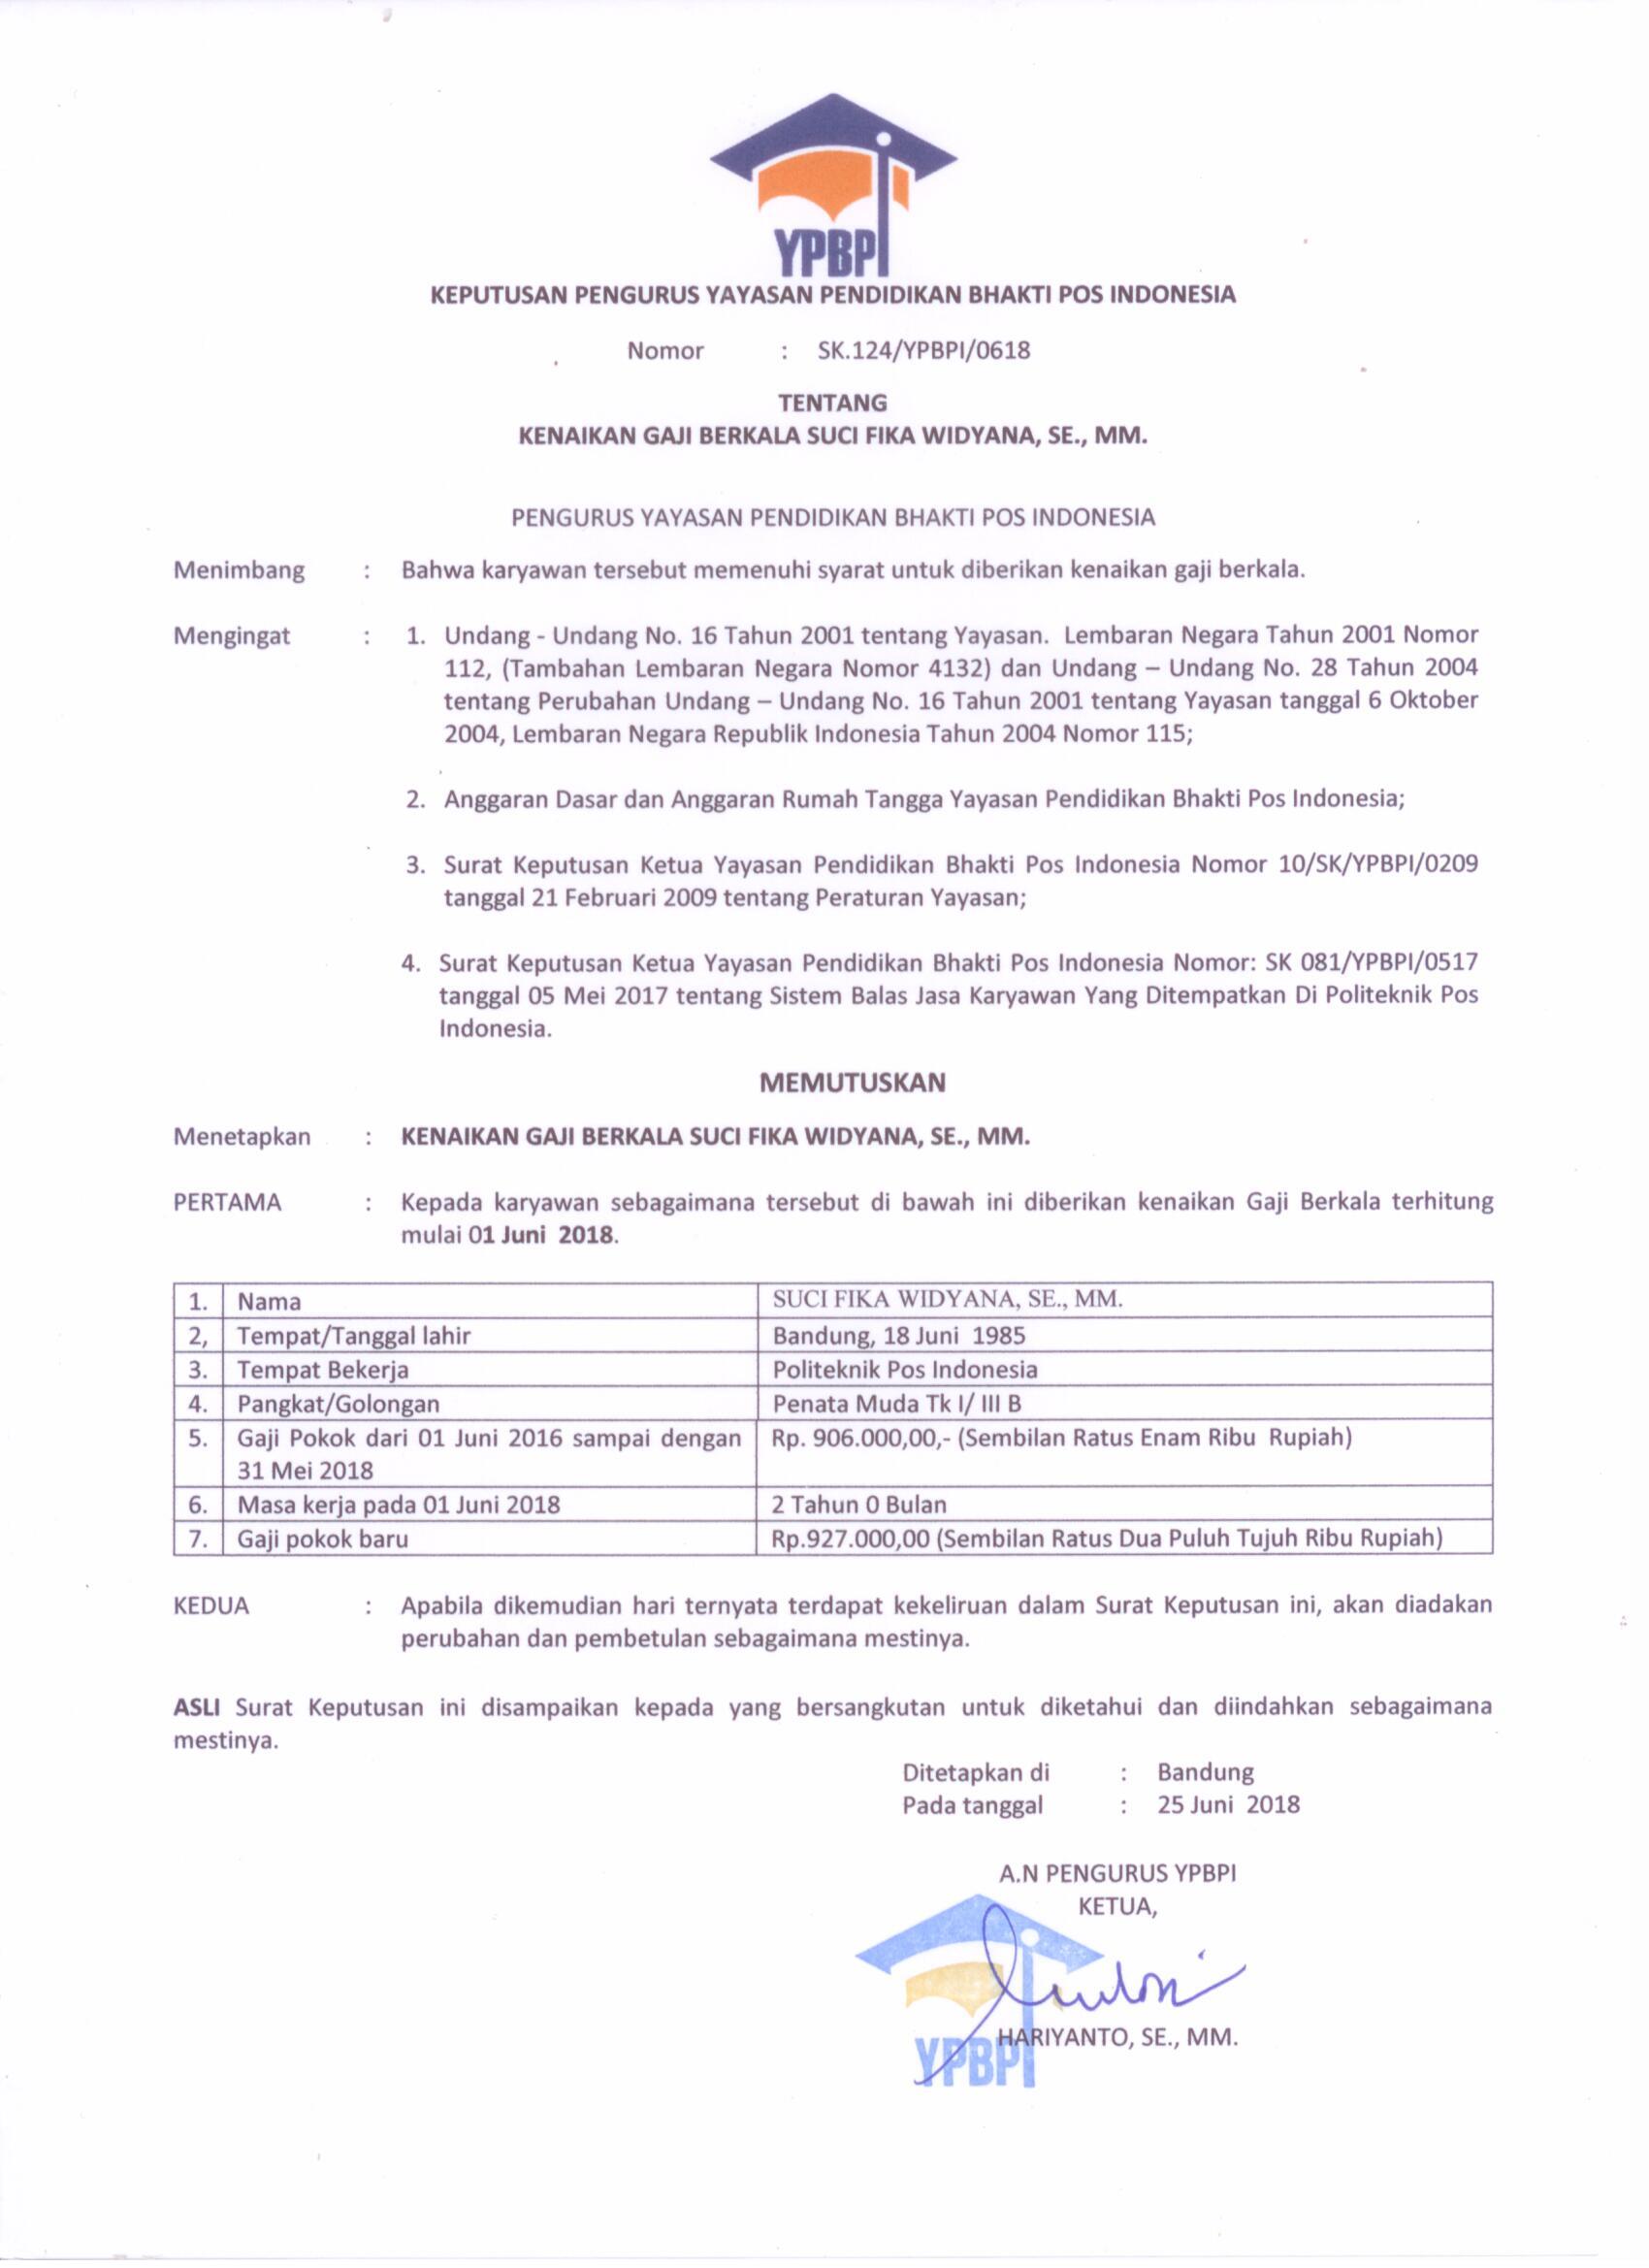 YPBPI
KEPUTUSAN PENGURUS YAYASAN PENDIDIKAN BHAKTI POS INDONESIA
Nomor : SK.124/YPBPI/0618
TENTANG
KENAIKAN GAJI BERKALA SUCI FIKA WIDYANA, SE., MM.
PENGURUS YAYASAN PENDIDIKAN BHAKTI POS INDONESIA
Menimbang : Bahwa karyawan tersebut memenuhi syarat untuk diberikan kenaikan gaji berkala.
Mengingat : 1. Undang - Undang No. 16 Tahun 2001 tentang Yayasan. Lembaran Negara Tahun 2001 Nomor
112, (Tambahan Lembaran Negara Nomor 4132) dan Undang – Undang No. 28 Tahun 2004
tentang Perubahan Undang – Undang No. 16 Tahun 2001 tentang Yayasan tanggal 6 Oktober
2004, Lembaran Negara Republik Indonesia Tahun 2004 Nomor 115;
2. Anggaran Dasar dan Anggaran Rumah Tangga Yayasan Pendidikan Bhakti Pos Indonesia;
3. Surat Keputusan Ketua Yayasan Pendidikan Bhakti Pos Indonesia Nomor 10/SK/YPBPI/0209
tanggal 21 Februari 2009 tentang Peraturan Yayasan;
4. Surat Keputusan Ketua Yayasan Pendidikan Bhakti Pos Indonesia Nomor: SK 081/YPBPI/0517
tanggal 05 Mei 2017 tentang Sistem Balas Jasa Karyawan Yang Ditempatkan Di Politeknik Pos
Indonesia.
MEMUTUSKAN
Menetapkan : KENAIKAN GAJI BERKALA SUCI FIKA WIDYANA, SE., MM.
PERTAMA : Kepada karyawan sebagaimana tersebut di bawah ini diberikan kenaikan Gaji Berkala terhitung
mulai 01 Juni 2018.
1. Nama SUCI FIKA WIDYANA, SE., MM.
2, Tempat/Tanggal lahir Bandung, 18 Juni 1985
3. Tempat Bekerja Politeknik Pos Indonesia
4. Pangkat/Golongan Penata Muda Tk I/ III B
5. Gaji Pokok dari 01 Juni 2016 sampai dengan Rp. 906.000,00,- (Sembilan Ratus Enam Ribu Rupiah)
31 Mei 2018
6. Masa kerja pada 01 Juni 2018 2 Tahun 0 Bulan
7. Gaji pokok baru Rp.927.000,00 (Sembilan Ratus Dua Puluh Tujuh Ribu Rupiah)
KEDUA : Apabila dikemudian hari ternyata terdapat kekeliruan dalam Surat Keputusan ini, akan diadakan
perubahan dan pembetulan sebagaimana mestinya.
ASLI Surat Keputusan ini disampaikan kepada yang bersangkutan untuk diketahui dan diindahkan sebagaimana
mestinya.
Ditetapkan di : Bandung
Pada tanggal : 25 Juni 2018
A.N PENGURUS YPBPI
KETUA,
HARIYANTO, SE., MM.
YPBPI